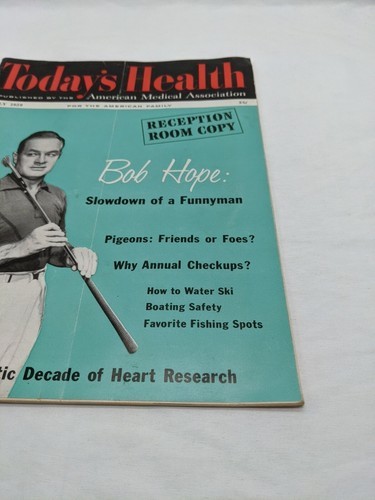 Today's Health
PUBLISHED BY THE American Medical Association
FOR THE AMERICAN FAMILY
RECEPTION
ROOM COPY
Bob Hope:
Slowdown of a Funnyman
Pigeons: Friends or Foes?
Why Annual Checkups?
How to Water Ski
Boating Safety
Favorite Fishing Spots
tic Decade of Heart Research